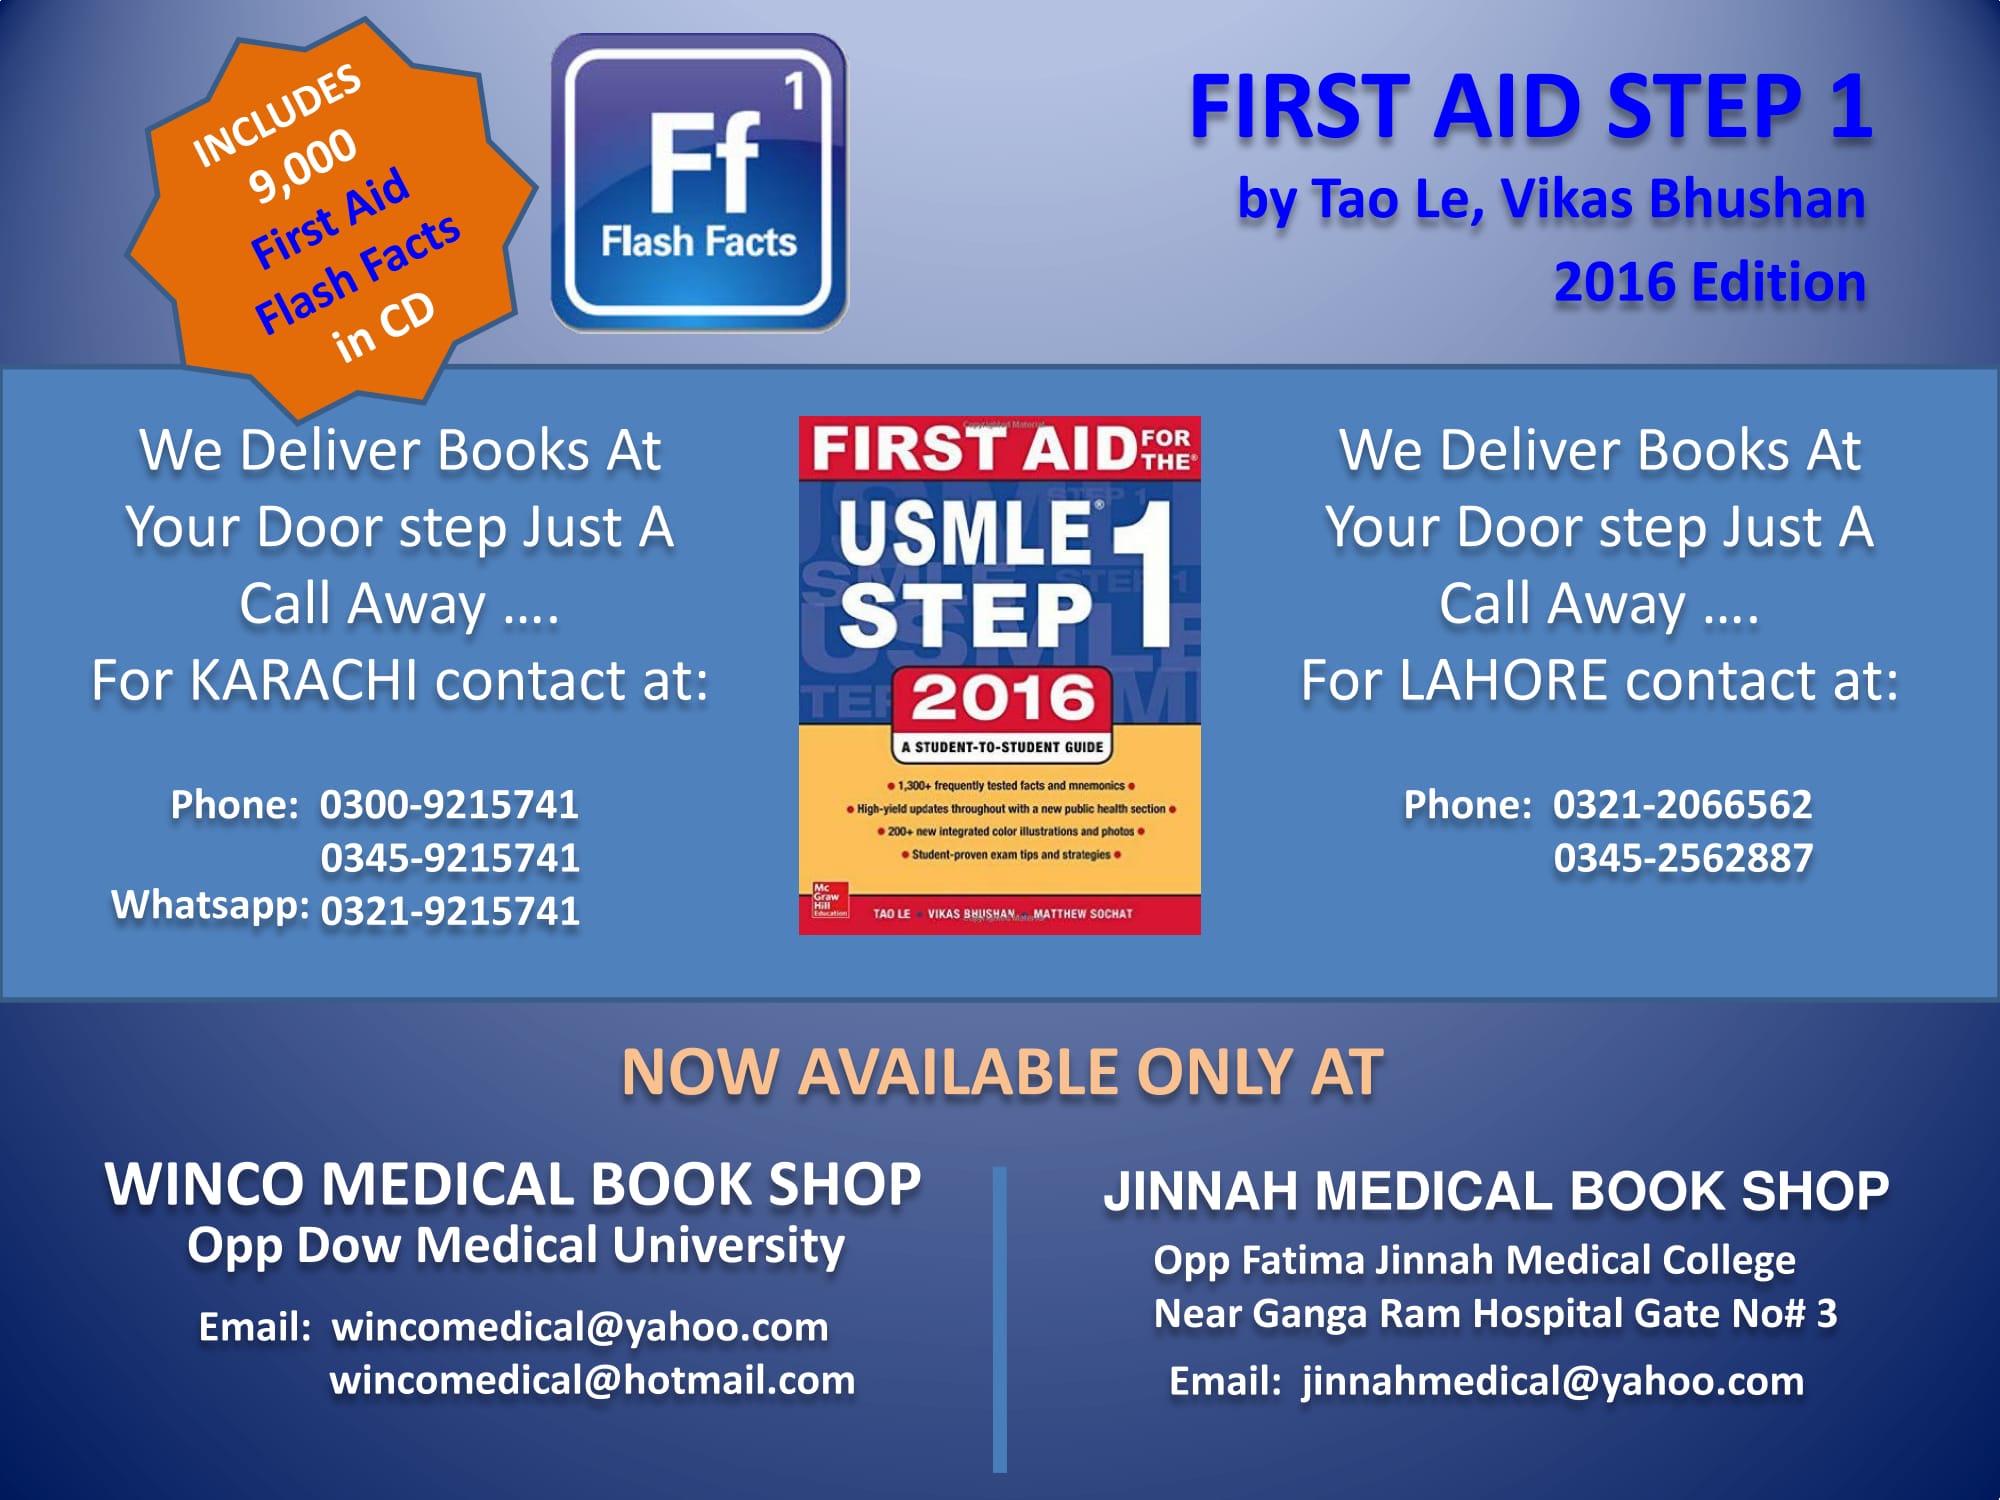 INCLUDES
9,000
First Aid
Flash Facts
in CD
1
Ff
Flash Facts
FIRST AID STEP 1
by Tao Le, Vikas Bhushan
2016 Edition
We Deliver Books At
Your Door step Just A
Call Away ....
For KARACHI contact at:
Phone: 0300-9215741
0345-9215741
Whatsapp: 0321-9215741
Copyrighted Material
FIRST AID FOR THE®
USMLE®
STEP 1
2016
A STUDENT-TO-STUDENT GUIDE
• 1,300+ frequently tested facts and mnemonics •
• High-yield updates throughout with a new public health section •
• 200+ new integrated color illustrations and photos •
• Student-proven exam tips and strategies •
Mc
Graw
Hill
Education
TAO LE • VIKAS BHUSHAN • MATTHEW SOCHAT
Copyrighted Material
We Deliver Books At
Your Door step Just A
Call Away ....
For LAHORE contact at:
Phone: 0321-2066562
0345-2562887
NOW AVAILABLE ONLY AT
WINCO MEDICAL BOOK SHOP
Opp Dow Medical University
Email: wincomedical@yahoo.com
wincomedical@hotmail.com
JINNAH MEDICAL BOOK SHOP
Opp Fatima Jinnah Medical College
Near Ganga Ram Hospital Gate No# 3
Email: jinnahmedical@yahoo.com